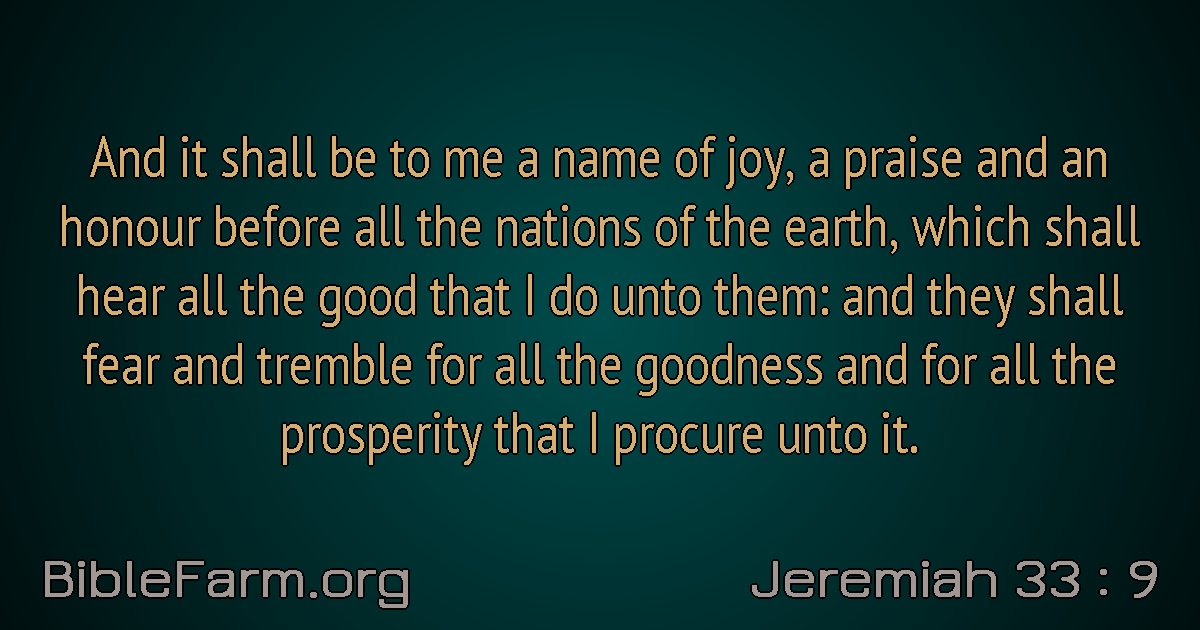 And it shall be to me a name of joy, a praise and an
honour before all the nations of the earth, which shall
hear all the good that I do unto them: and they shall
fear and tremble for all the goodness and for all the
prosperity that I procure unto it.
BibleFarm.org
Jeremiah 33 : 9